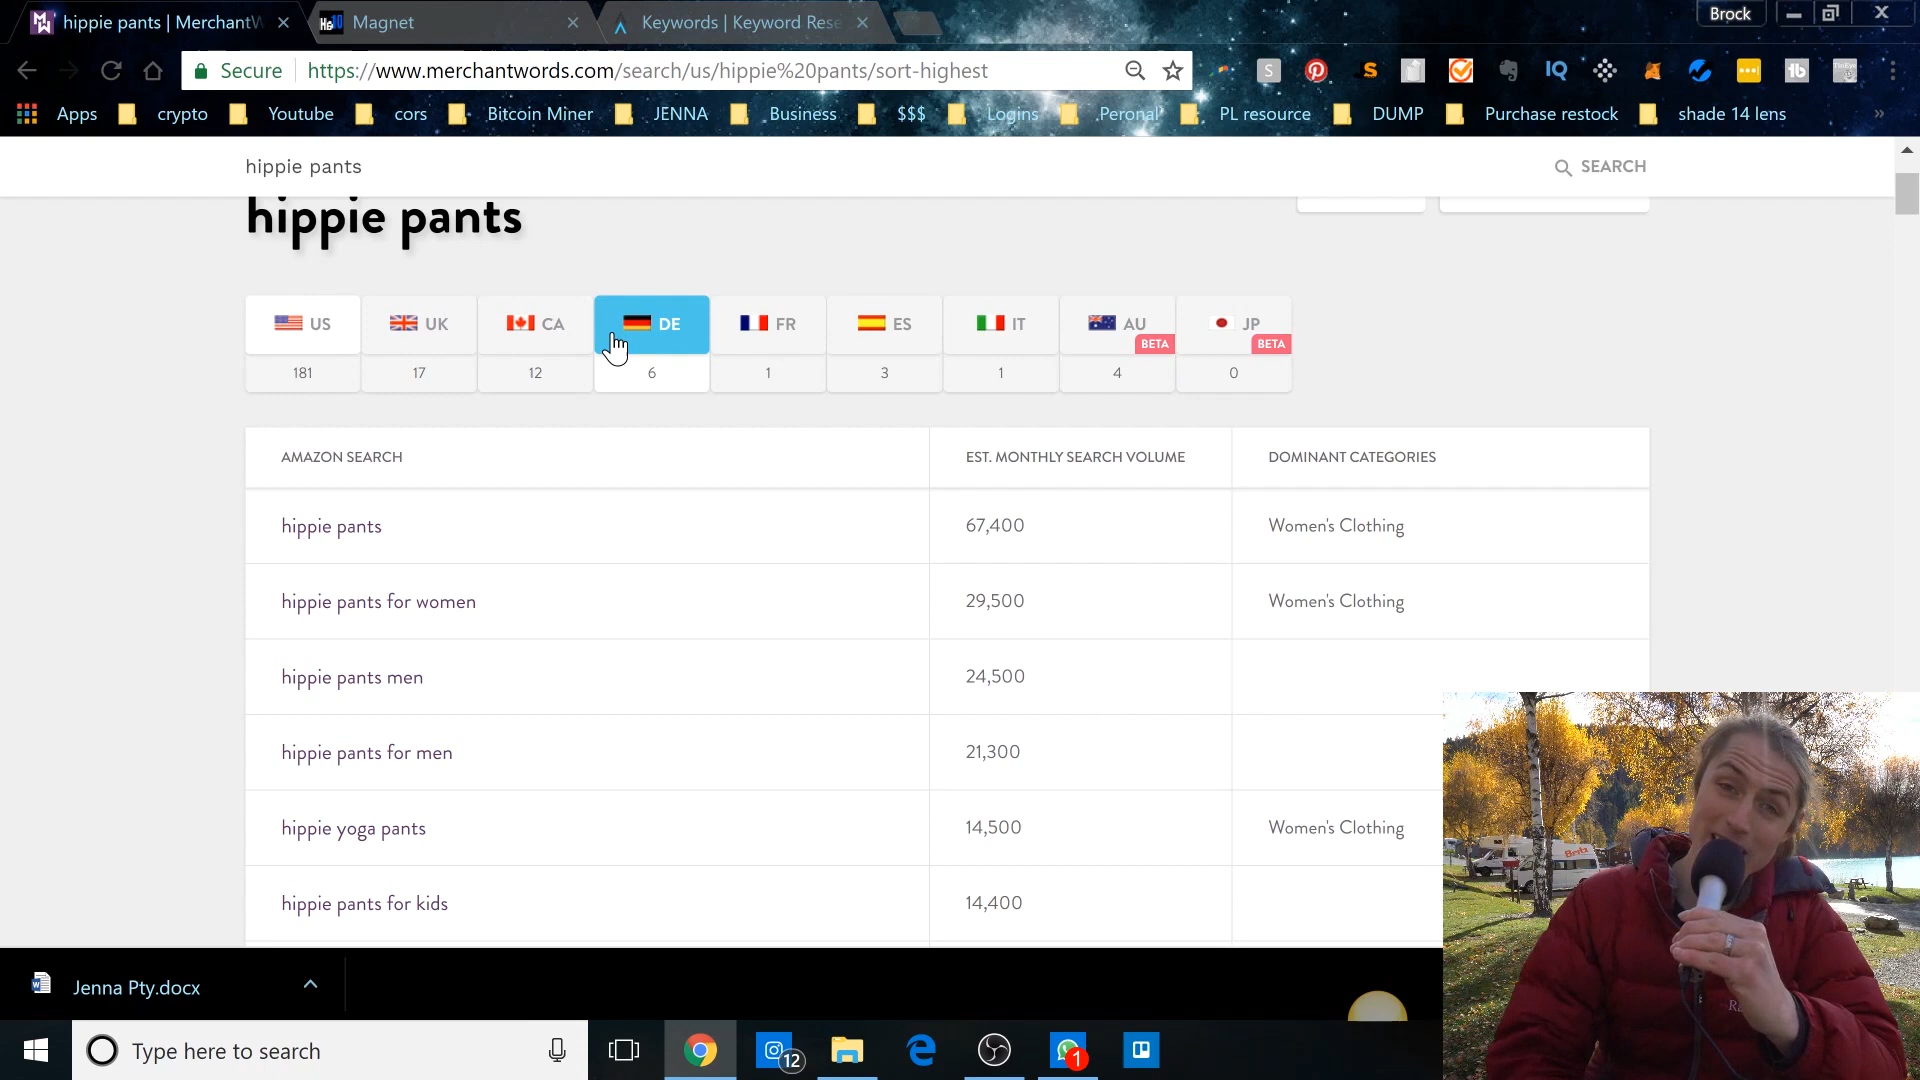 hippie pants | MerchantW
Magnet
Keywords | Keyword Rese
Brock
Secure
https://www.merchantwords.com/search/us/hippie%20pants/sort-highest
Apps
crypto
Youtube
cors
Bitcoin Miner
JENNA
Business
$$$
Logins
Peronal
PL resource
DUMP
Purchase restock
shade 14 lens
hippie pants
SEARCH
hippie pants
US
UK
CA
DE
FR
ES
IT
AU
BETA
JP
BETA
181
17
12
6
1
3
1
4
0
AMAZON SEARCH
EST. MONTHLY SEARCH VOLUME
DOMINANT CATEGORIES
hippie pants
67,400
Women's Clothing
hippie pants for women
29,500
Women's Clothing
hippie pants men
24,500
hippie pants for men
21,300
hippie yoga pants
14,500
Women's Clothing
hippie pants for kids
14,400
Hertz
Jenna Pty.docx
Type here to search
12
1